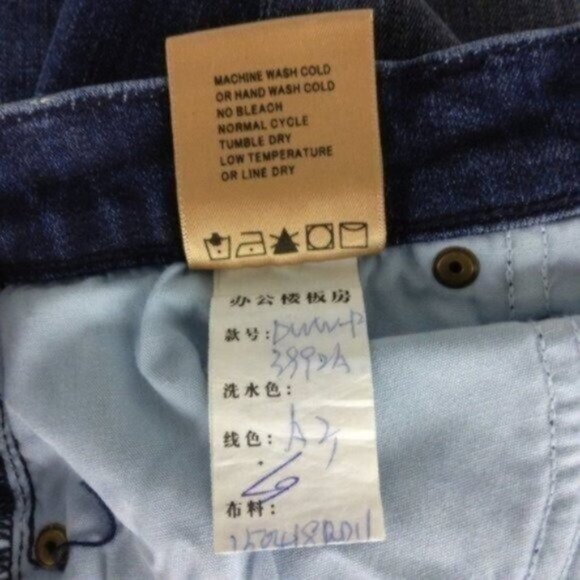 MACHINE WASH COLD
OR HAND WASH COLD
NO BLEACH
NORMAL CYCLE
TUMBLE DRY
LOW TEMPERATURE
OR LINE DRY
办公楼板房
款号:
399DA
洗水色:
线色:
布料: